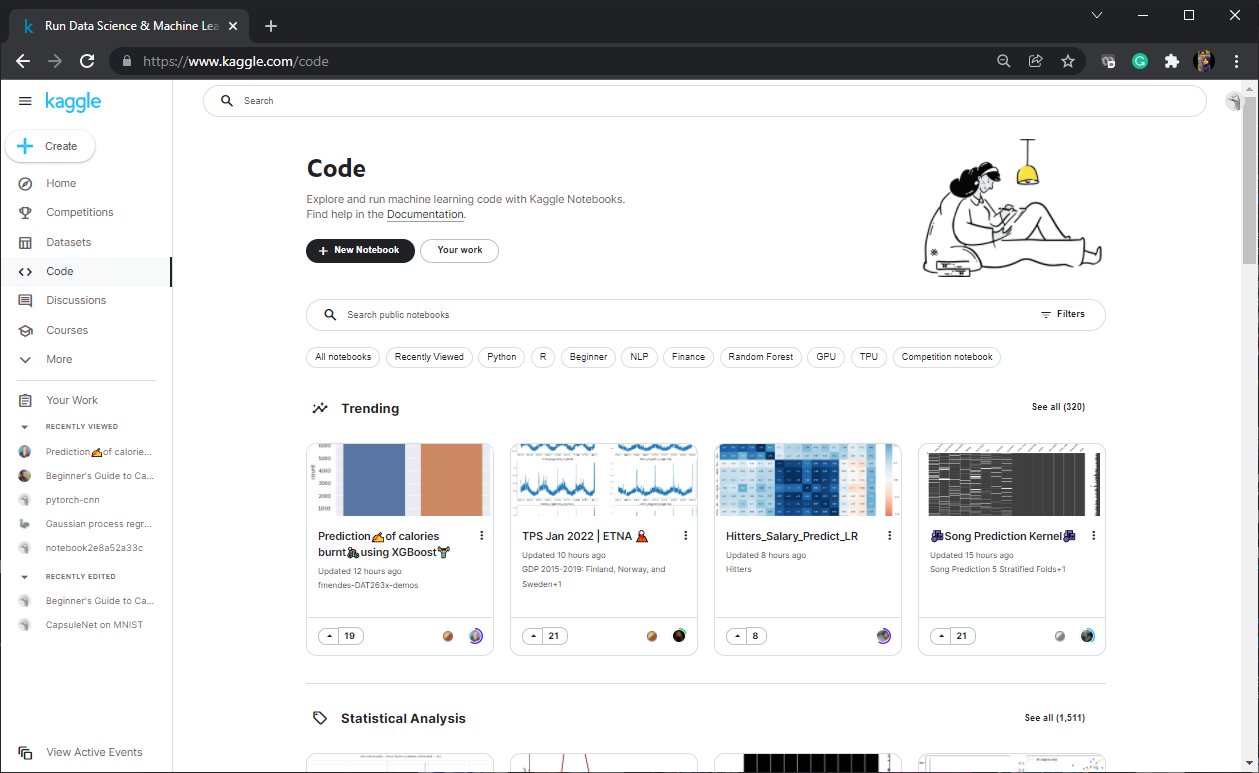 Run Data Science & Machine Lea
https://www.kaggle.com/code
kaggle
Search
Create
Home
Competitions
Datasets
Code
Discussions
Courses
More
Your Work
RECENTLY VIEWED
Prediction✍of calorie...
Beginner's Guide to Ca...
pytorch-cnn
Gaussian process regr...
notebook2e8a52a33c
RECENTLY EDITED
Beginner's Guide to Ca...
CapsuleNet on MNIST
View Active Events
Code
Explore and run machine learning code with Kaggle Notebooks.
Find help in the Documentation.
+ New Notebook
Your work
Search public notebooks
Filters
All notebooks
Recently Viewed
Python
R
Beginner
NLP
Finance
Random Forest
GPU
TPU
Competition notebook
Trending
See all (320)
6000
5000
4000
3000
2000
1000
count
Prediction✍of calories
burnt🚴using XGBoost🏋
Updated 12 hours ago
fmendes-DAT263x-demos
19
TPS Jan 2022 | ETNA 🌋
Updated 10 hours ago
GDP 2015-2019: Finland, Norway, and
Sweden+1
21
Hitters_Salary_Predict_LR
Updated 8 hours ago
Hitters
8
🎆Song Prediction Kernel🎆
Updated 15 hours ago
Song Prediction 5 Stratified Folds+1
21
Statistical Analysis
See all (1,511)